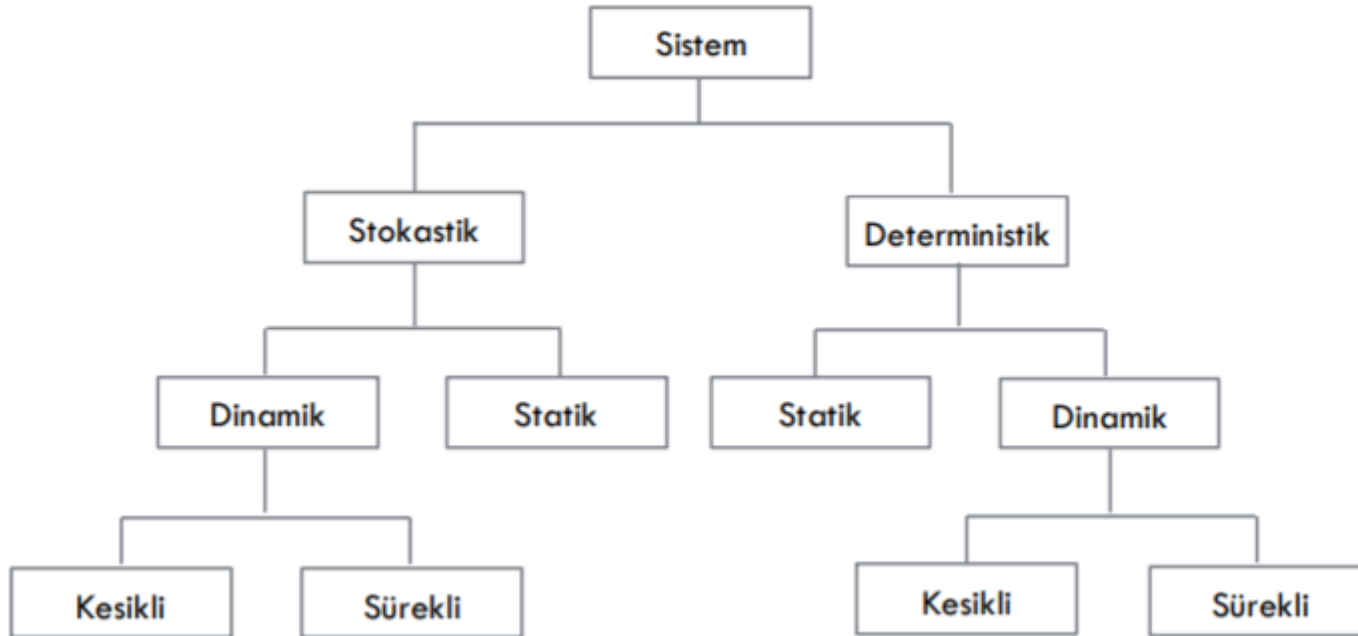 Sistem
Stokastik
Deterministik
Dinamik
Statik
Statik
Dinamik
Kesikli
Sürekli
Kesikli
Sürekli